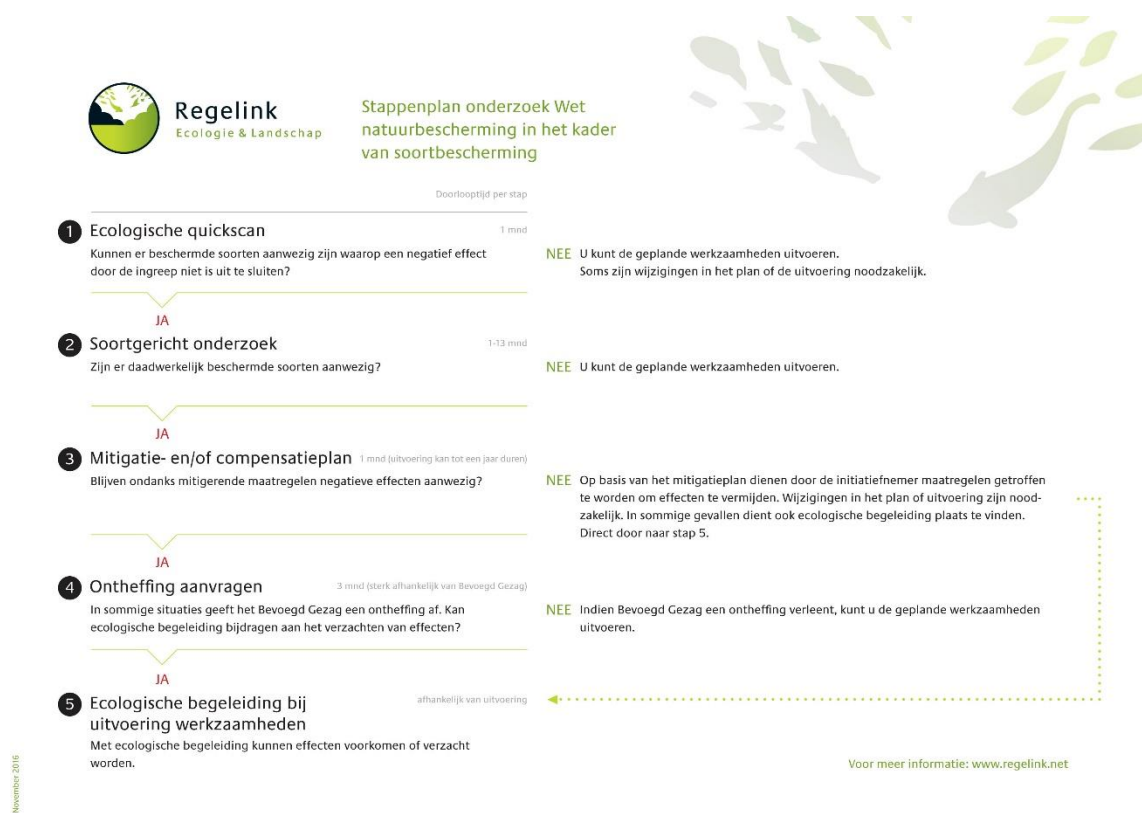 Regelink
Ecologie & Landschap
Stappenplan onderzoek Wet
natuurbescherming in het kader
van soortbescherming
Doorlooptijd per stap
1 Ecologische quickscan 1 mnd
Kunnen er beschermde soorten aanwezig zijn waarop een negatief effect
door de ingreep niet is uit te sluiten?
NEE U kunt de geplande werkzaamheden uitvoeren.
Soms zijn wijzigingen in het plan of de uitvoering noodzakelijk.
JA
2 Soortgericht onderzoek 1-13 mnd
Zijn er daadwerkelijk beschermde soorten aanwezig?
NEE U kunt de geplande werkzaamheden uitvoeren.
JA
3 Mitigatie- en/of compensatieplan 1 mnd (uitvoering kan tot een jaar duren)
Blijven ondanks mitigerende maatregelen negatieve effecten aanwezig?
NEE Op basis van het mitigatieplan dienen door de initiatiefnemer maatregelen getroffen
te worden om effecten te vermijden. Wijzigingen in het plan of uitvoering zijn nood-
zakelijk. In sommige gevallen dient ook ecologische begeleiding plaats te vinden.
Direct door naar stap 5.
JA
4 Ontheffing aanvragen 3 mnd (sterk afhankelijk van Bevoegd Gezag)
In sommige situaties geeft het Bevoegd Gezag een ontheffing af. Kan
ecologische begeleiding bijdragen aan het verzachten van effecten?
NEE Indien Bevoegd Gezag een ontheffing verleent, kunt u de geplande werkzaamheden
uitvoeren.
JA
5 Ecologische begeleiding bij afhankelijk van uitvoering
uitvoering werkzaamheden
Met ecologische begeleiding kunnen effecten voorkomen of verzacht
worden.
Voor meer informatie: www.regelink.net
November 2016